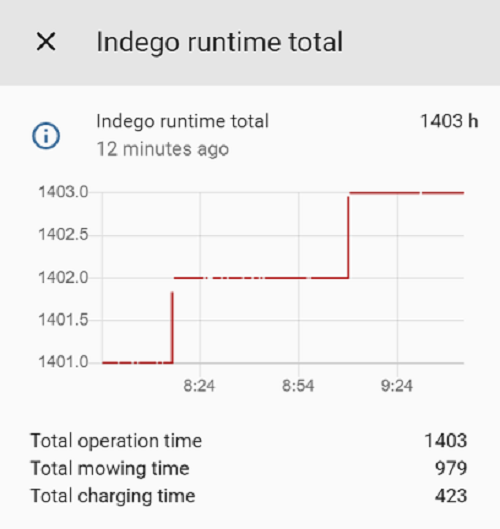 Indego runtime total
Indego runtime total 1403 h
12 minutes ago
1403.0
1402.5
1402.0
1401.5
1401.0
8:24 8:54 9:24
Total operation time 1403
Total mowing time 979
Total charging time 423